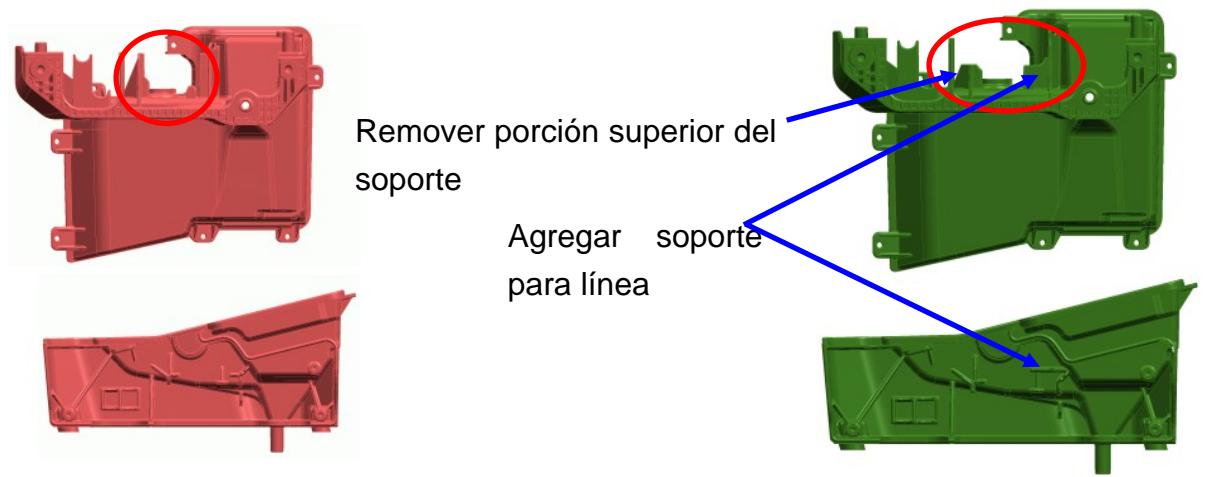 Remover porción superior del
soporte
Agregar soporte
para línea